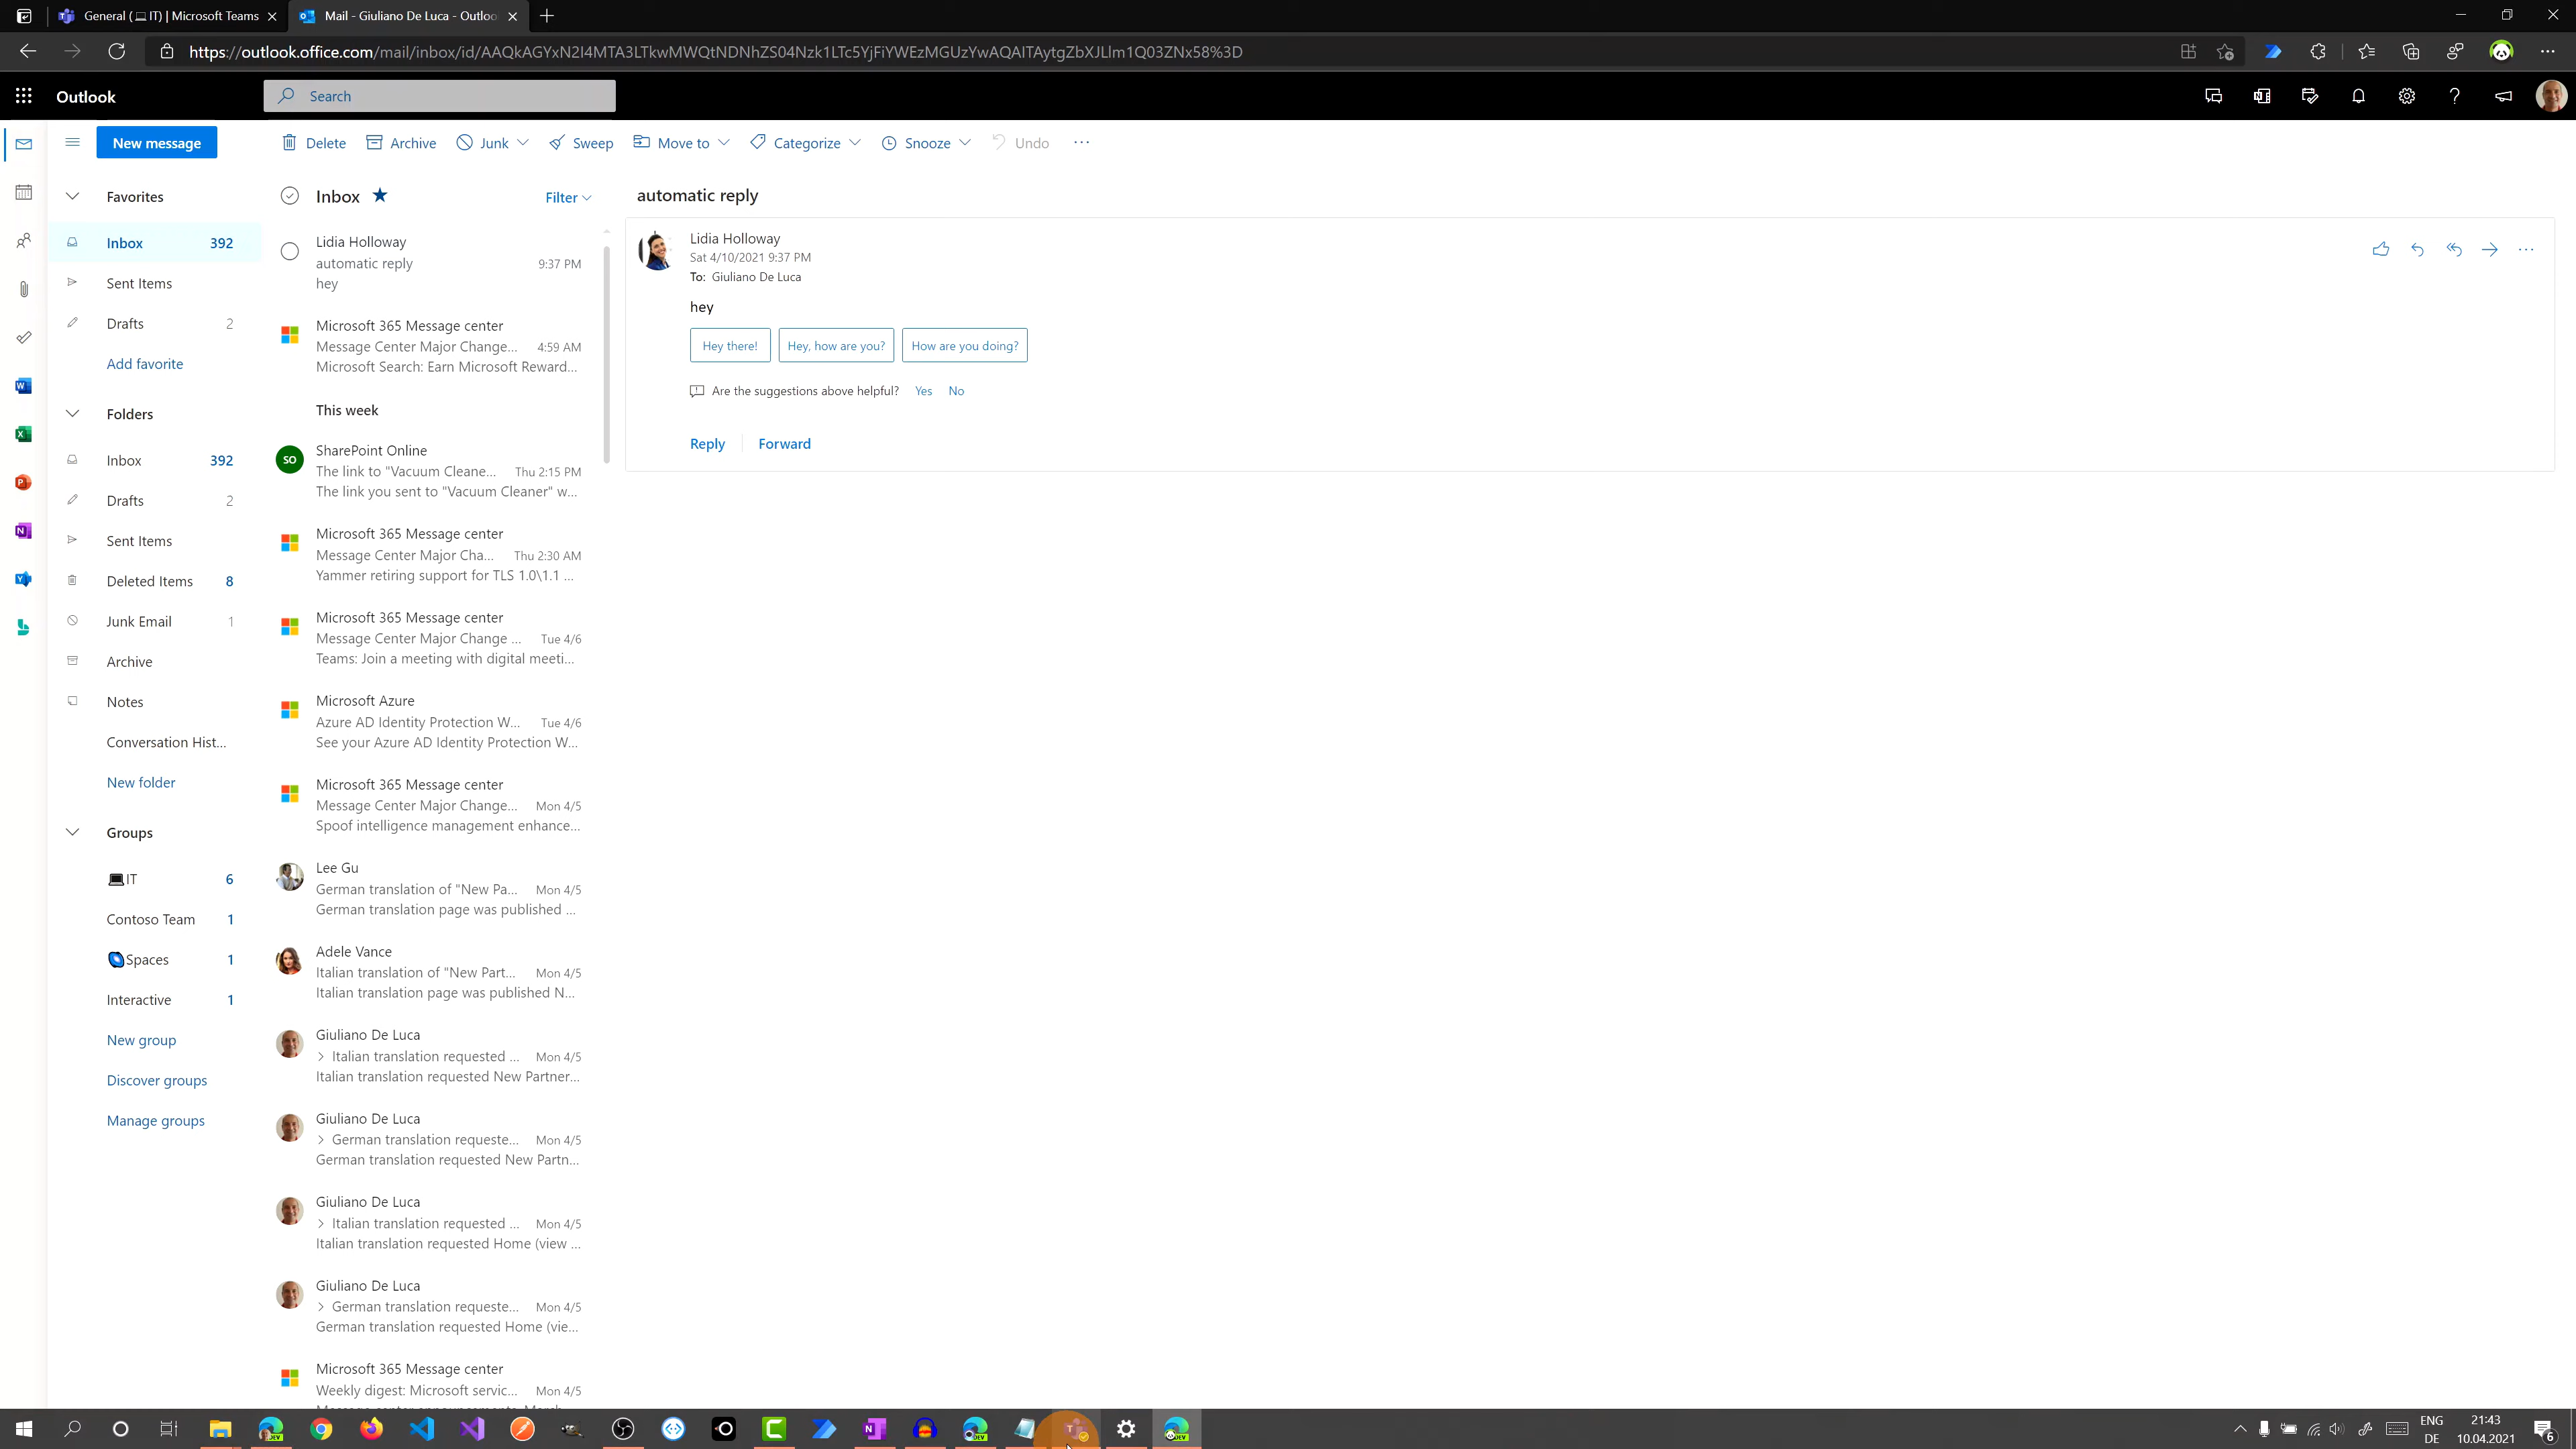 General (💻IT) | Microsoft Teams
Mail - Giuliano De Luca - Outloo
https://outlook.office.com/mail/inbox/id/AAQkAGYxN2I4MTA3LTkwMWQtNDNhZS04Nzk1LTc5YjFiYWEzMGUzYwAQAITAytgZbXJLlm1Q03ZNx58%3D
Outlook
Search
New message
Delete
Archive
Junk
Sweep
Move to
Categorize
Snooze
Undo
Favorites
Inbox 392
Sent Items
Drafts 2
Add favorite
Folders
Inbox 392
Drafts 2
Sent Items
Deleted Items 8
Junk Email 1
Archive
Notes
Conversation Hist...
New folder
Groups
💻IT 6
Contoso Team 1
Spaces 1
Interactive 1
New group
Discover groups
Manage groups
Inbox
Filter
Lidia Holloway
automatic reply 9:37 PM
hey
Microsoft 365 Message center
Message Center Major Change... 4:59 AM
Microsoft Search: Earn Microsoft Reward...
This week
SO
SharePoint Online
The link to "Vacuum Cleane... Thu 2:15 PM
The link you sent to "Vacuum Cleaner" w...
Microsoft 365 Message center
Message Center Major Cha... Thu 2:30 AM
Yammer retiring support for TLS 1.0\1.1 ...
Microsoft 365 Message center
Message Center Major Change ... Tue 4/6
Teams: Join a meeting with digital meeti...
Microsoft Azure
Azure AD Identity Protection W... Tue 4/6
See your Azure AD Identity Protection W...
Microsoft 365 Message center
Message Center Major Change... Mon 4/5
Spoof intelligence management enhance...
Lee Gu
German translation of "New Pa... Mon 4/5
German translation page was published ...
Adele Vance
Italian translation of "New Part... Mon 4/5
Italian translation page was published N...
Giuliano De Luca
Italian translation requested ... Mon 4/5
Italian translation requested New Partner...
Giuliano De Luca
German translation requeste... Mon 4/5
German translation requested New Partn...
Giuliano De Luca
Italian translation requested ... Mon 4/5
Italian translation requested Home (view ...
Giuliano De Luca
German translation requeste... Mon 4/5
German translation requested Home (vie...
Microsoft 365 Message center
Weekly digest: Microsoft servic... Mon 4/5
automatic reply
Lidia Holloway
Sat 4/10/2021 9:37 PM
To: Giuliano De Luca
hey
Hey there!
Hey, how are you?
How are you doing?
Are the suggestions above helpful? Yes No
Reply
Forward
ENG
DE
21:43
10.04.2021
6